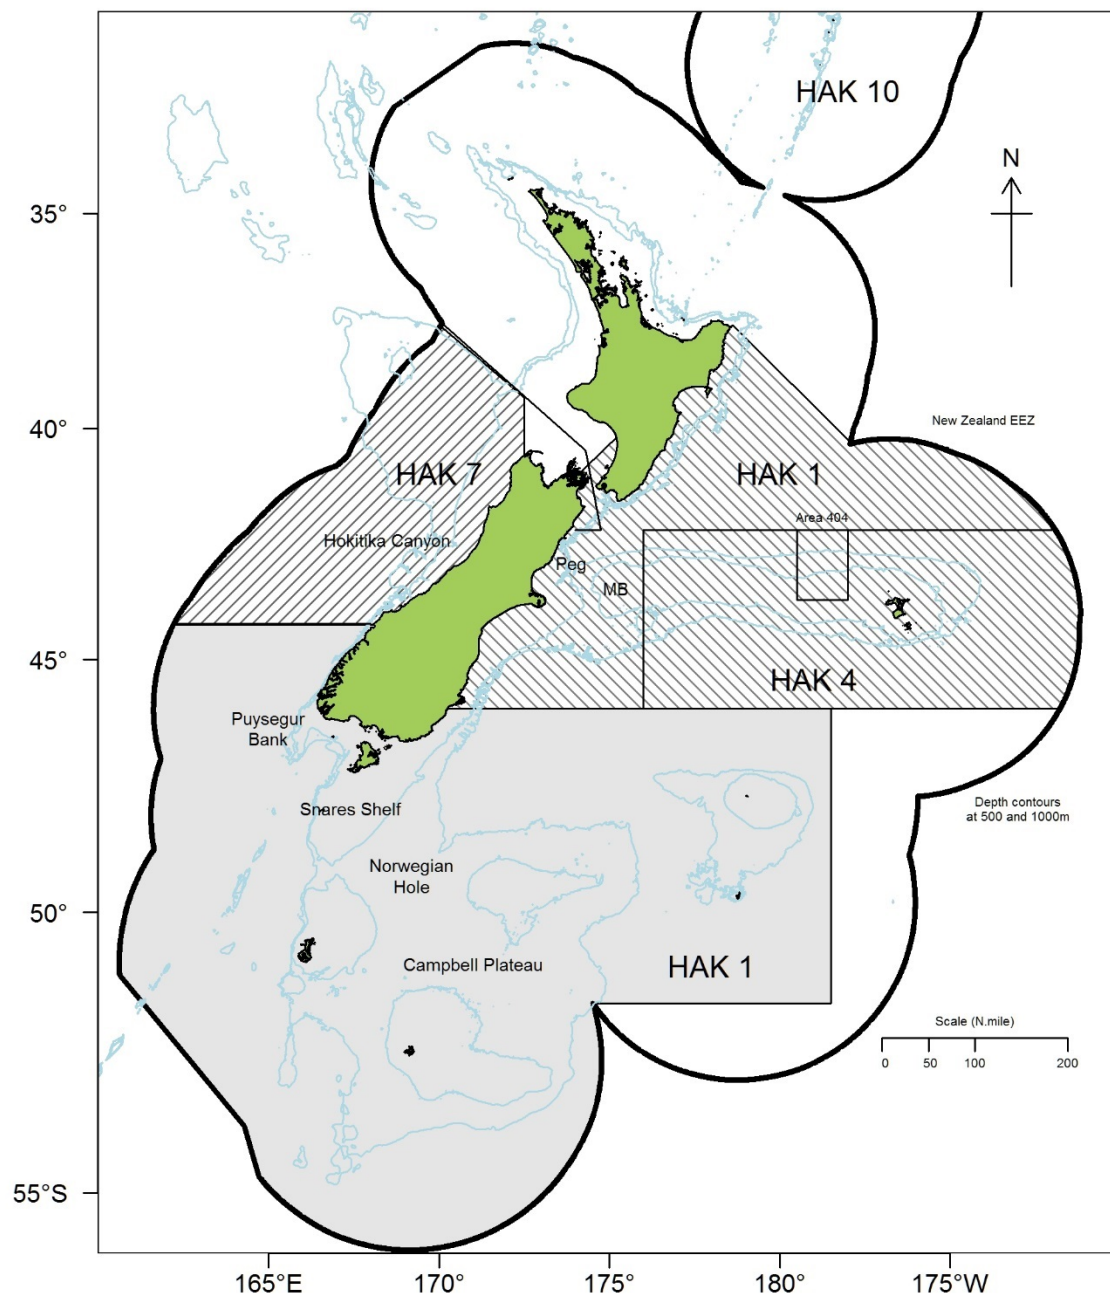 HAK 10
N
35°
40°
New Zealand EEZ
HAK 7
HAK 1
Area 404
Hokitika Canyon
Peg
MB
45°
HAK 4
Puysegur
Bank
Snares Shelf
Depth contours
at 500 and 1000m
Norwegian
Hole
50°
Campbell Plateau
HAK 1
Scale (N.mile)
0 50 100 200
55°S
165°E 170° 175° 180° 175°W